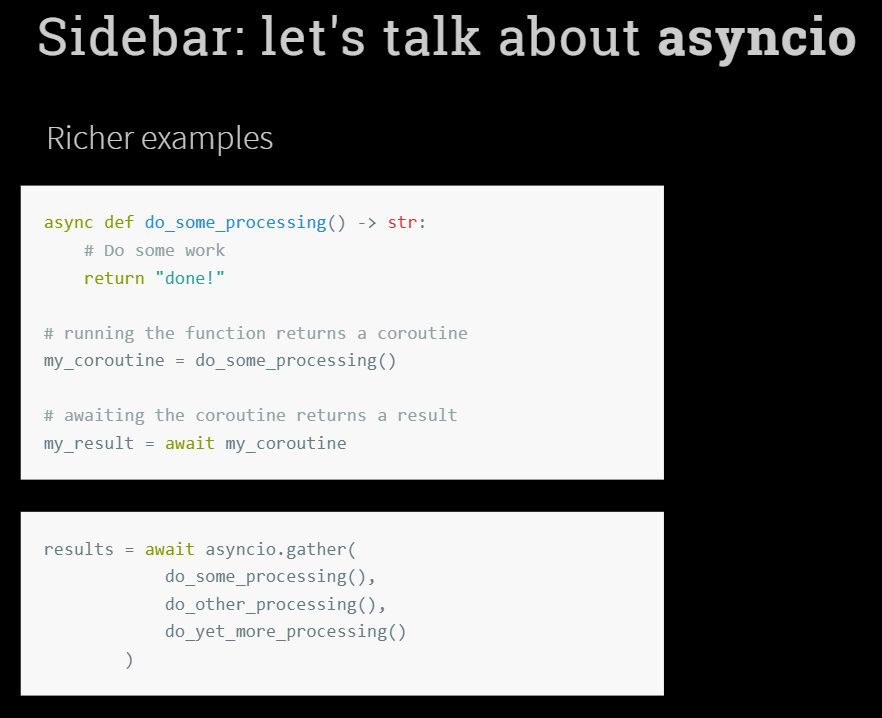 Sidebar: let's talk about asyncio
Richer examples
async def do_some_processing() -> str:
    # Do some work
    return "done!"
# running the function returns a coroutine
my_coroutine = do_some_processing()
# awaiting the coroutine returns a result
my_result = await my_coroutine
results = await asyncio.gather(
            do_some_processing(),
            do_other_processing(),
            do_yet_more_processing()
        )